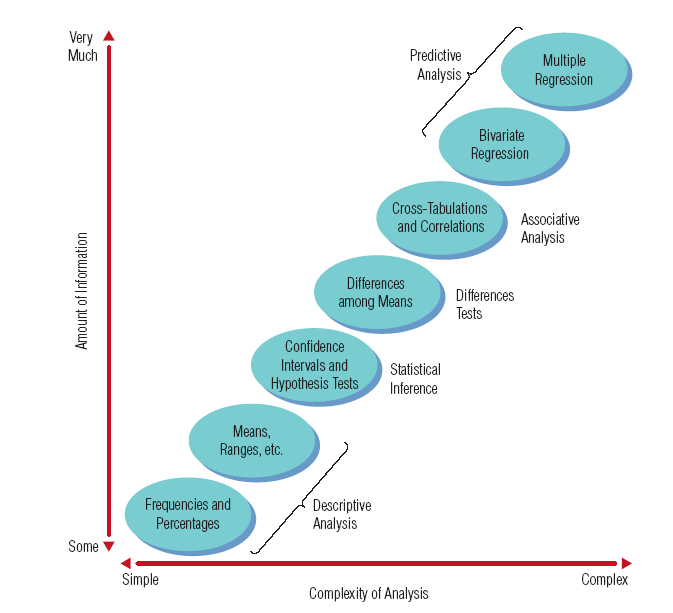 Very
Much
Predictive
Analysis
Multiple
Regression
Bivariate
Regression
Cross-Tabulations
and Correlations
Associative
Analysis
Amount of Information
Differences
among Means
Differences
Tests
Confidence
Intervals and
Hypothesis Tests
Statistical
Inference
Means,
Ranges, etc.
Frequencies and
Percentages
Descriptive
Analysis
Some
Simple
Complex
Complexity of Analysis